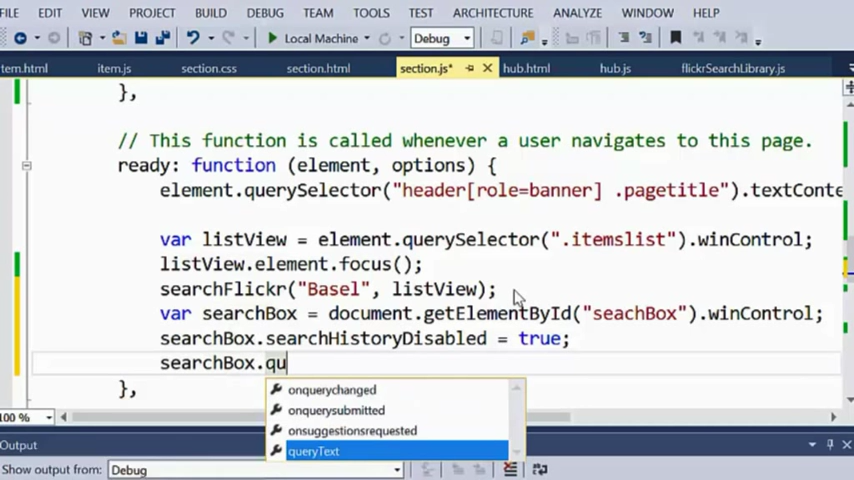 FILE EDIT VIEW PROJECT BUILD DEBUG TEAM TOOLS TEST ARCHITECTURE ANALYZE WINDOW HELP
Local Machine Debug
tem.html item.js section.css section.html section.js* hub.html hub.js flickrSearchLibrary.js
},
// This function is called whenever a user navigates to this page.
ready: function (element, options) {
element.querySelector("header[role=banner] .pagetitle").textConte
var listView = element.querySelector(".itemslist").winControl;
listView.element.focus();
searchFlickr("Basel", listView);
var searchBox = document.getElementById("seachBox").winControl;
searchBox.searchHistoryDisabled = true;
searchBox.qu
},
onquerychanged
onquerysubmitted
onsuggestionsrequested
queryText
100 %
Output
Show output from: Debug